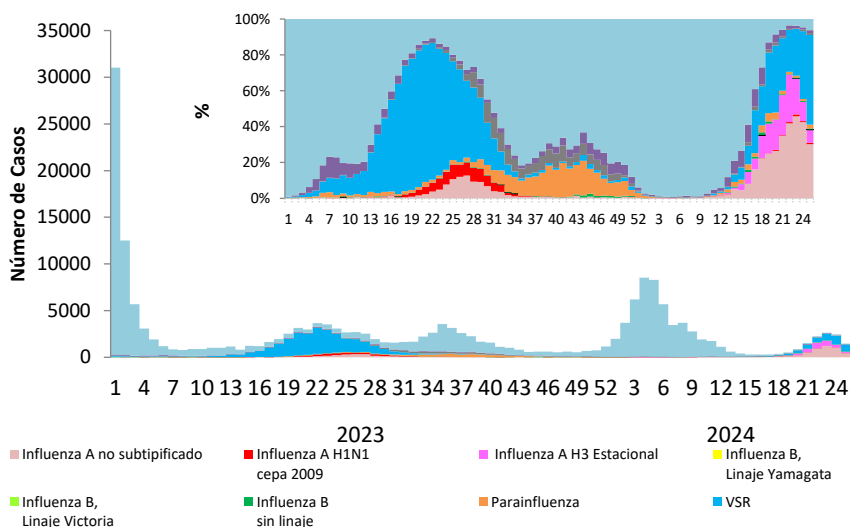 100%
80%
60%
40%
20%
0%
%
1 4 7 10 13 16 19 22 25 28 31 34 37 40 43 46 49 52 3 6 9 12 15 18 21 24
35000
30000
25000
20000
15000
10000
5000
0
Número de Casos
1 4 7 10 13 16 19 22 25 28 31 34 37 40 43 46 49 52 3 6 9 12 15 18 21 24
2023 2024
Influenza A no subtipificado
Influenza A H1N1
cepa 2009
Influenza A H3 Estacional
Influenza B,
Linaje Yamagata
Influenza B,
Linaje Victoria
Influenza B
sin linaje
Parainfluenza
VSR